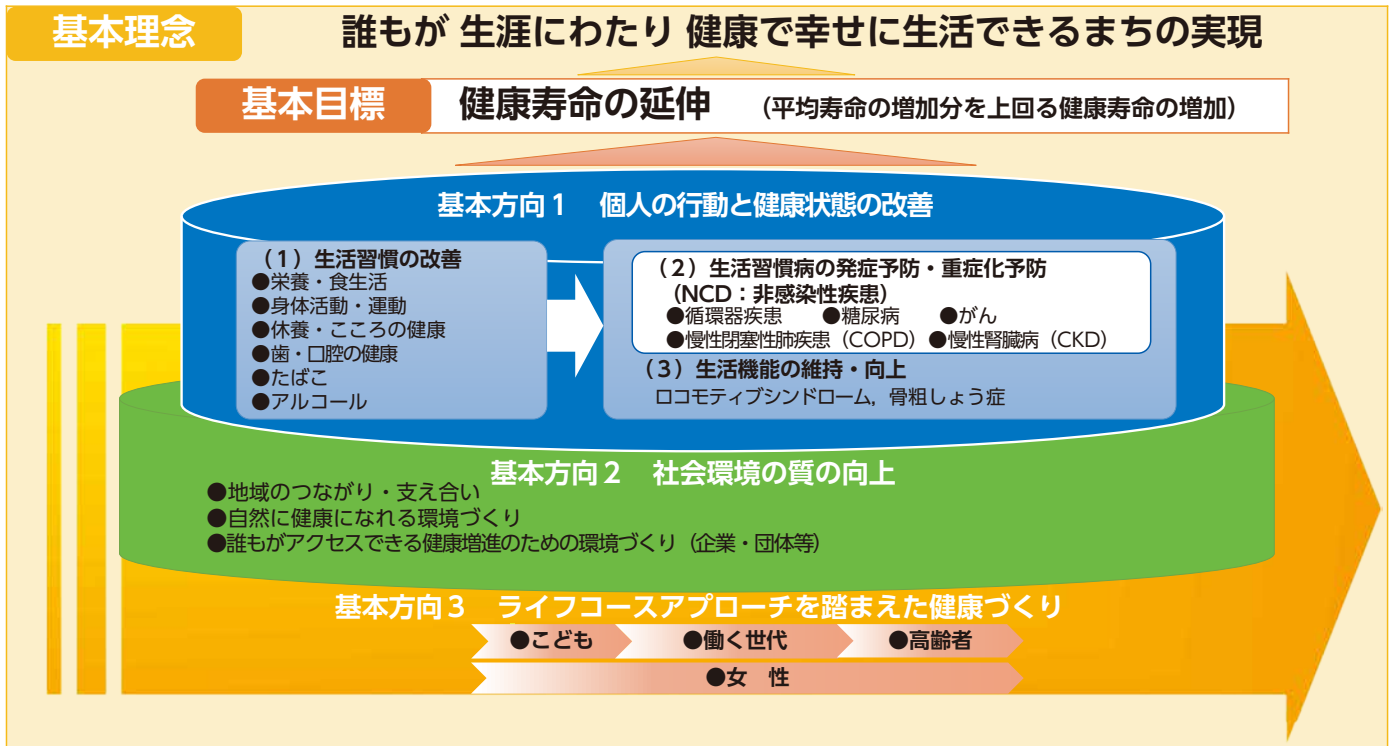 基本理念
誰もが 生涯にわたり 健康で幸せに生活できるまちの実現
基本目標
健康寿命の延伸 （平均寿命の増加分を上回る健康寿命の増加）
基本方向１　個人の行動と健康状態の改善
（１）生活習慣の改善
●栄養・食生活
●身体活動・運動
●休養・こころの健康
●歯・口腔の健康
●たばこ
●アルコール
（２）生活習慣病の発症予防・重症化予防
（NCD：非感染性疾患）
●循環器疾患　●糖尿病　●がん
●慢性閉塞性肺疾患（COPD）●慢性腎臓病（CKD）
（３）生活機能の維持・向上
ロコモティブシンドローム，骨粗しょう症
基本方向２　社会環境の質の向上
●地域のつながり・支え合い
●自然に健康になれる環境づくり
●誰もがアクセスできる健康増進のための環境づくり（企業・団体等）
基本方向３　ライフコースアプローチを踏まえた健康づくり
●こども　●働く世代　●高齢者
●女　性